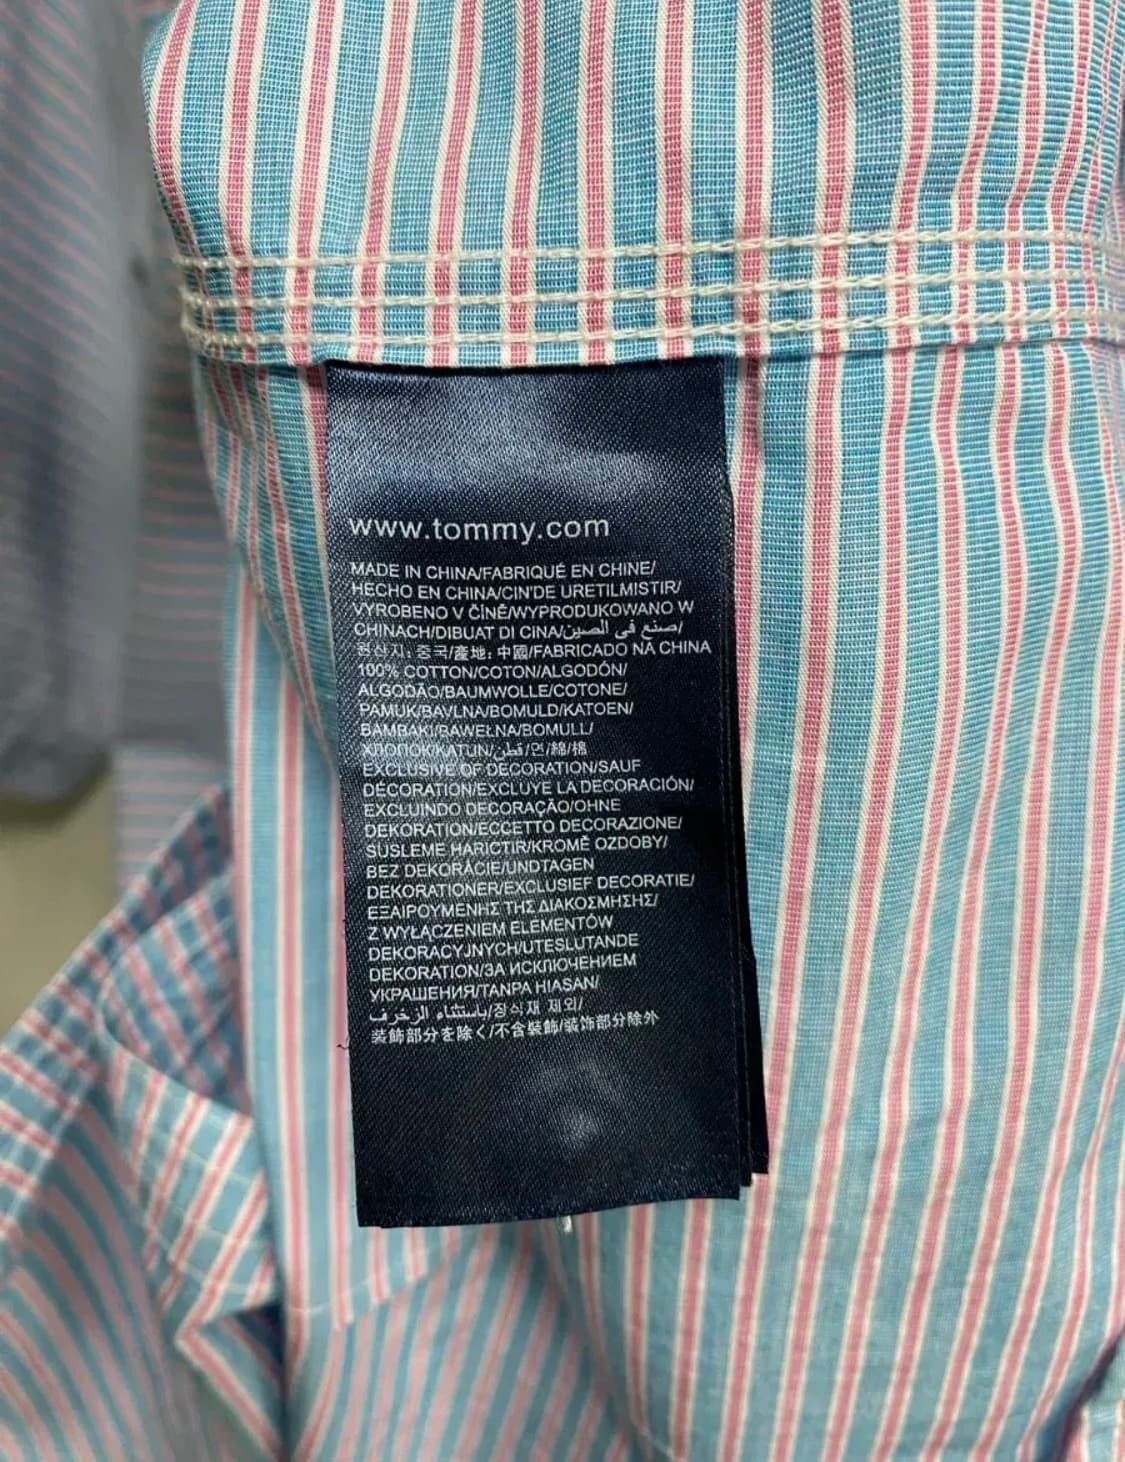 www.tommy.com
MADE IN CHINA/FABRIQUÉ EN CHINE/
HECHO EN CHINA/CIN'DE URETILMISTIR/
VYROBENO V ČÍNĚ/WYPRODUKOWANO W
CHINACH/DIBUAT DI CINA/صنع في الصين/
원산지: 중국/產地: 中國/FABRICADO NA CHINA
100% COTTON/COTON/ALGODÓN/
ALGODÃO/BAUMWOLLE/COTONE/
PAMUK/BAVLNA/BOMULD/KATOEN/
BAMBAKI/BAWEŁNA/BOMULL/
ХЛОПОК/KATUN/قطن/면/綿/棉
EXCLUSIVE OF DECORATION/SAUF
DÉCORATION/EXCLUYE LA DECORACIÓN/
EXCLUINDO DECORAÇÃO/OHNE
DEKORATION/ECCETTO DECORAZIONE/
SUSLEME HARICTIR/KROMĚ OZDOBY/
BEZ DEKORÁCIE/UNDTAGEN
DEKORATIONER/EXCLUSIEF DECORATIE/
ΕΞΑΙΡΟΥΜΕΝΗΣ ΤΗΣ ΔΙΑΚΟΣΜΗΣΗΣ/
Z WYŁĄCZENIEM ELEMENTÓW
DEKORACYJNYCH/UTESLUTANDE
DEKORATION/ЗА ИСКЛЮЧЕНИЕМ
УКРАШЕНИЯ/TANPA HIASAN/
باستثناء الزخرف/장식재 제외/
装飾部分を除く/不含裝飾/装饰部分除外